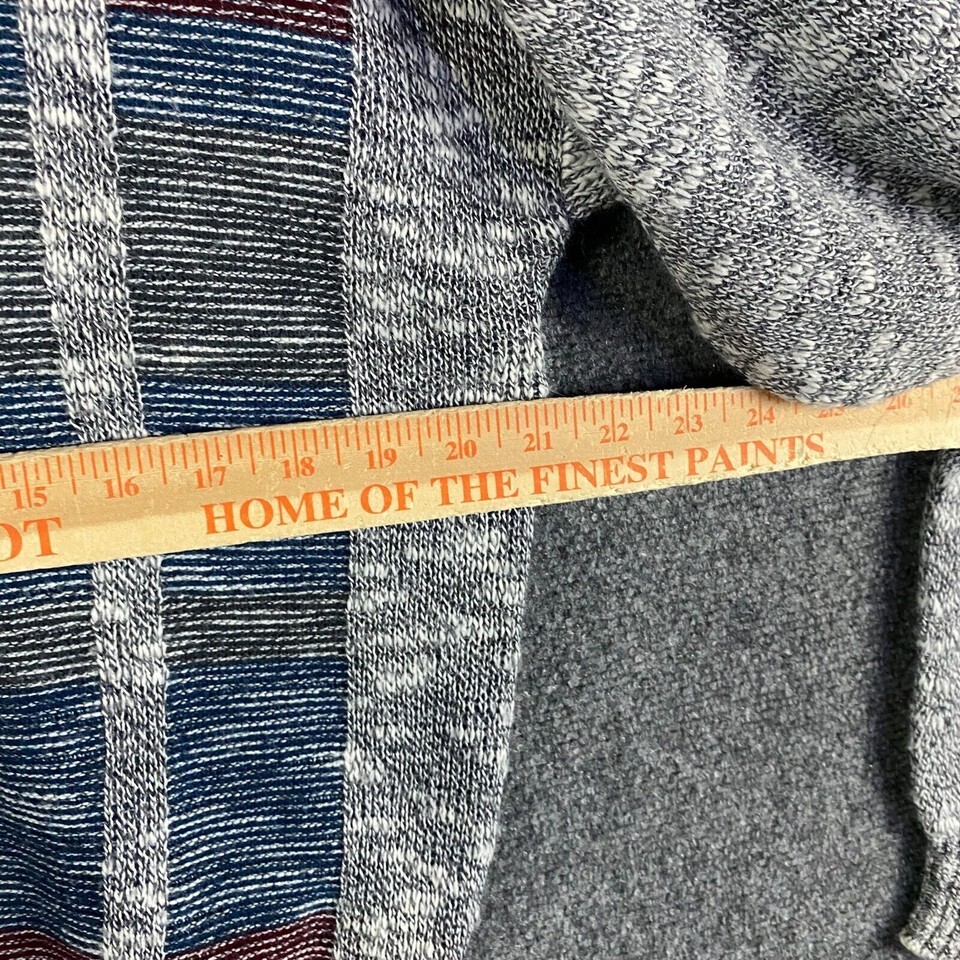 15 16 17 18 19 20 21 22 23 24 25 26
OT HOME OF THE FINEST PAINTS